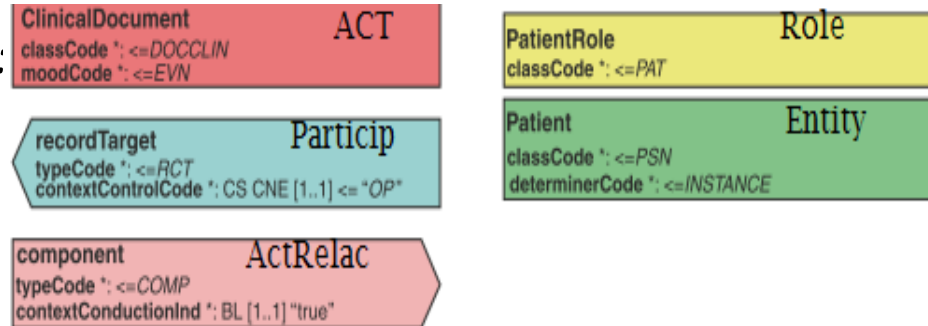 ClinicalDocument ACT
classCode *: <=DOCCLIN
moodCode *: <=EVN
recordTarget Particip
typeCode *: <=RCT
contextControlCode *: CS CNE [1..1] <= "OP"
component ActRelac
typeCode *: <=COMP
contextConductionInd *: BL [1..1] "true"
PatientRole Role
classCode *: <=PAT
Patient Entity
classCode *: <=PSN
determinerCode *: <=INSTANCE